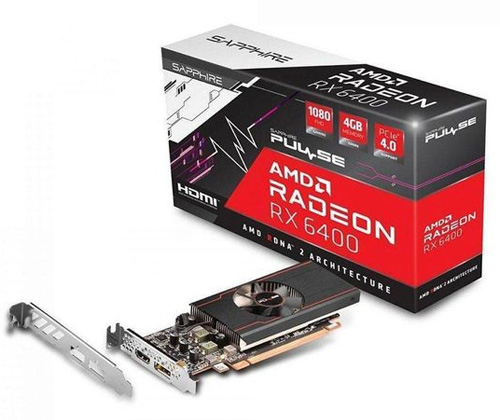 SAPPHIRE
AMD
RADEON
RX 6400
SAPPHIRE
1080
FHD
4GB
MEMORY
PCIe
4.0
SUPPORT
SAPPHIRE
PULSE
HDMI
AMD
RADEON
RX 6400
AMD RDNA 2 ARCHITECTURE
PULSE
AMD
RADEON
RX 6400